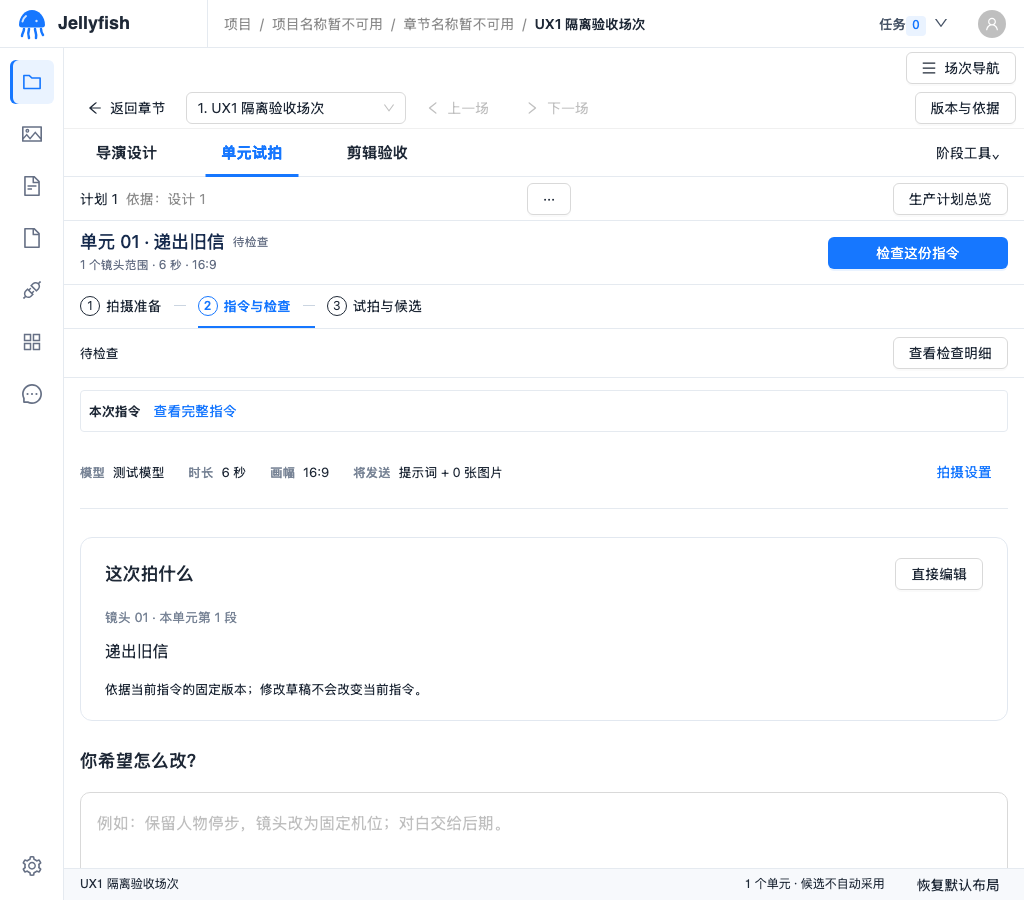 Jellyfish
项目 / 项目名称暂不可用 / 章节名称暂不可用 / UX1 隔离验收场次
任务 0
场次导航
返回章节
1. UX1 隔离验收场次
上一场
下一场
版本与依据
导演设计
单元试拍
剪辑验收
阶段工具
计划 1 依据：设计 1
...
生产计划总览
单元 01 · 递出旧信 待检查
1 个镜头范围 · 6 秒 · 16:9
检查这份指令
1 拍摄准备
2 指令与检查
3 试拍与候选
待检查
查看检查明细
本次指令 查看完整指令
模型 测试模型 时长 6 秒 画幅 16:9 将发送 提示词 + 0 张图片
拍摄设置
这次拍什么
直接编辑
镜头 01 · 本单元第 1 段
递出旧信
依据当前指令的固定版本；修改草稿不会改变当前指令。
你希望怎么改？
例如：保留人物停步，镜头改为固定机位；对白交给后期。
UX1 隔离验收场次
1 个单元 · 候选不自动采用
恢复默认布局